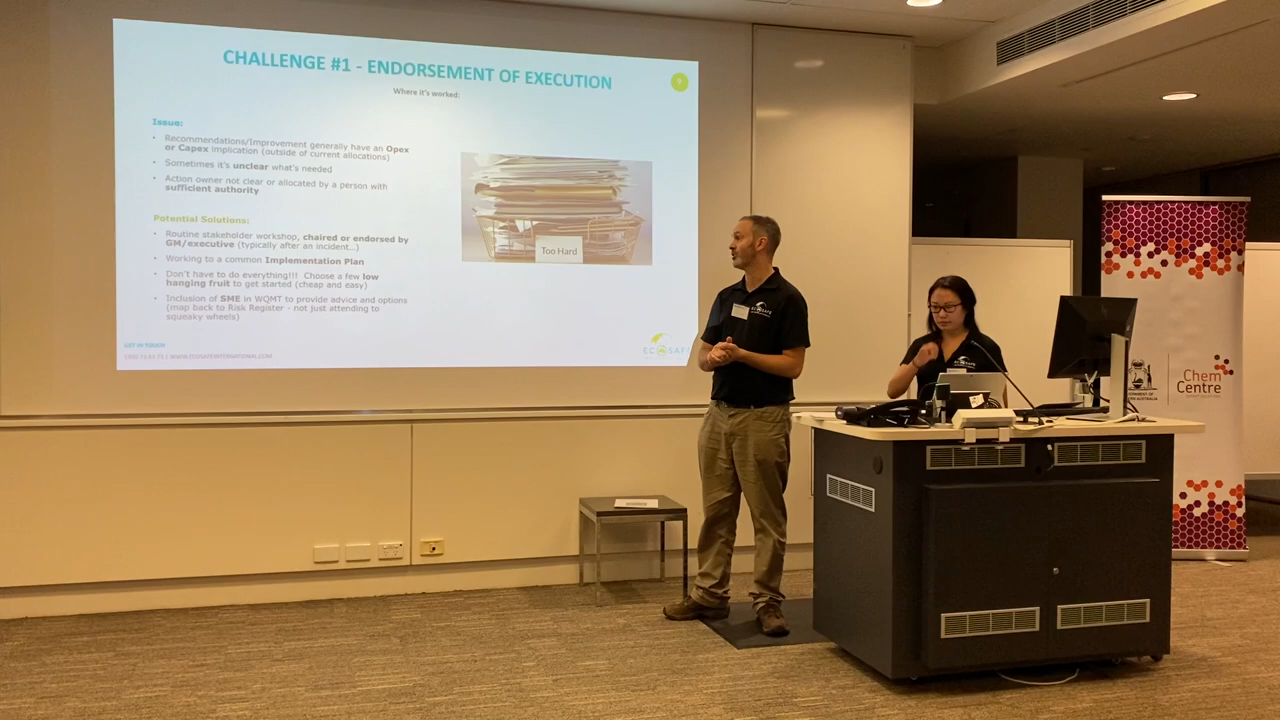 CHALLENGE #1 - ENDORSEMENT OF EXECUTION
Where it's worked:
Issue:
• Recommendations/Improvement generally have an Opex
or Capex implication (outside of current allocations)
• Sometimes it's unclear what's needed
• Action owner not clear or allocated by a person with
sufficient authority
Potential Solutions:
• Routine stakeholder workshop, chaired or endorsed by
GM/executive (typically after an incident..)
• Working to a common Implementation Plan
• Don't have to do everything!!! Choose a few low
hanging fruit to get started (cheap and easy)
• Inclusion of SME in WQMT to provide advice and options
(map back to Risk Register - not just attending to
squeaky wheels)
Too Hard
GET IN TOUCH
WWW.ECOSAFEINTERNATIONAL.COM
ECOSAFE
ECOSAFE
ECOSAFE
Chem
Centre